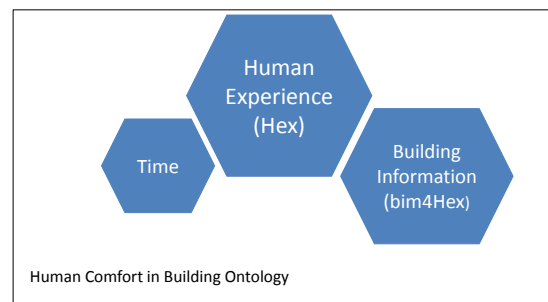 Human
Experience
(Hex)
Time
Building
Information
(bim4Hex)
Human Comfort in Building Ontology